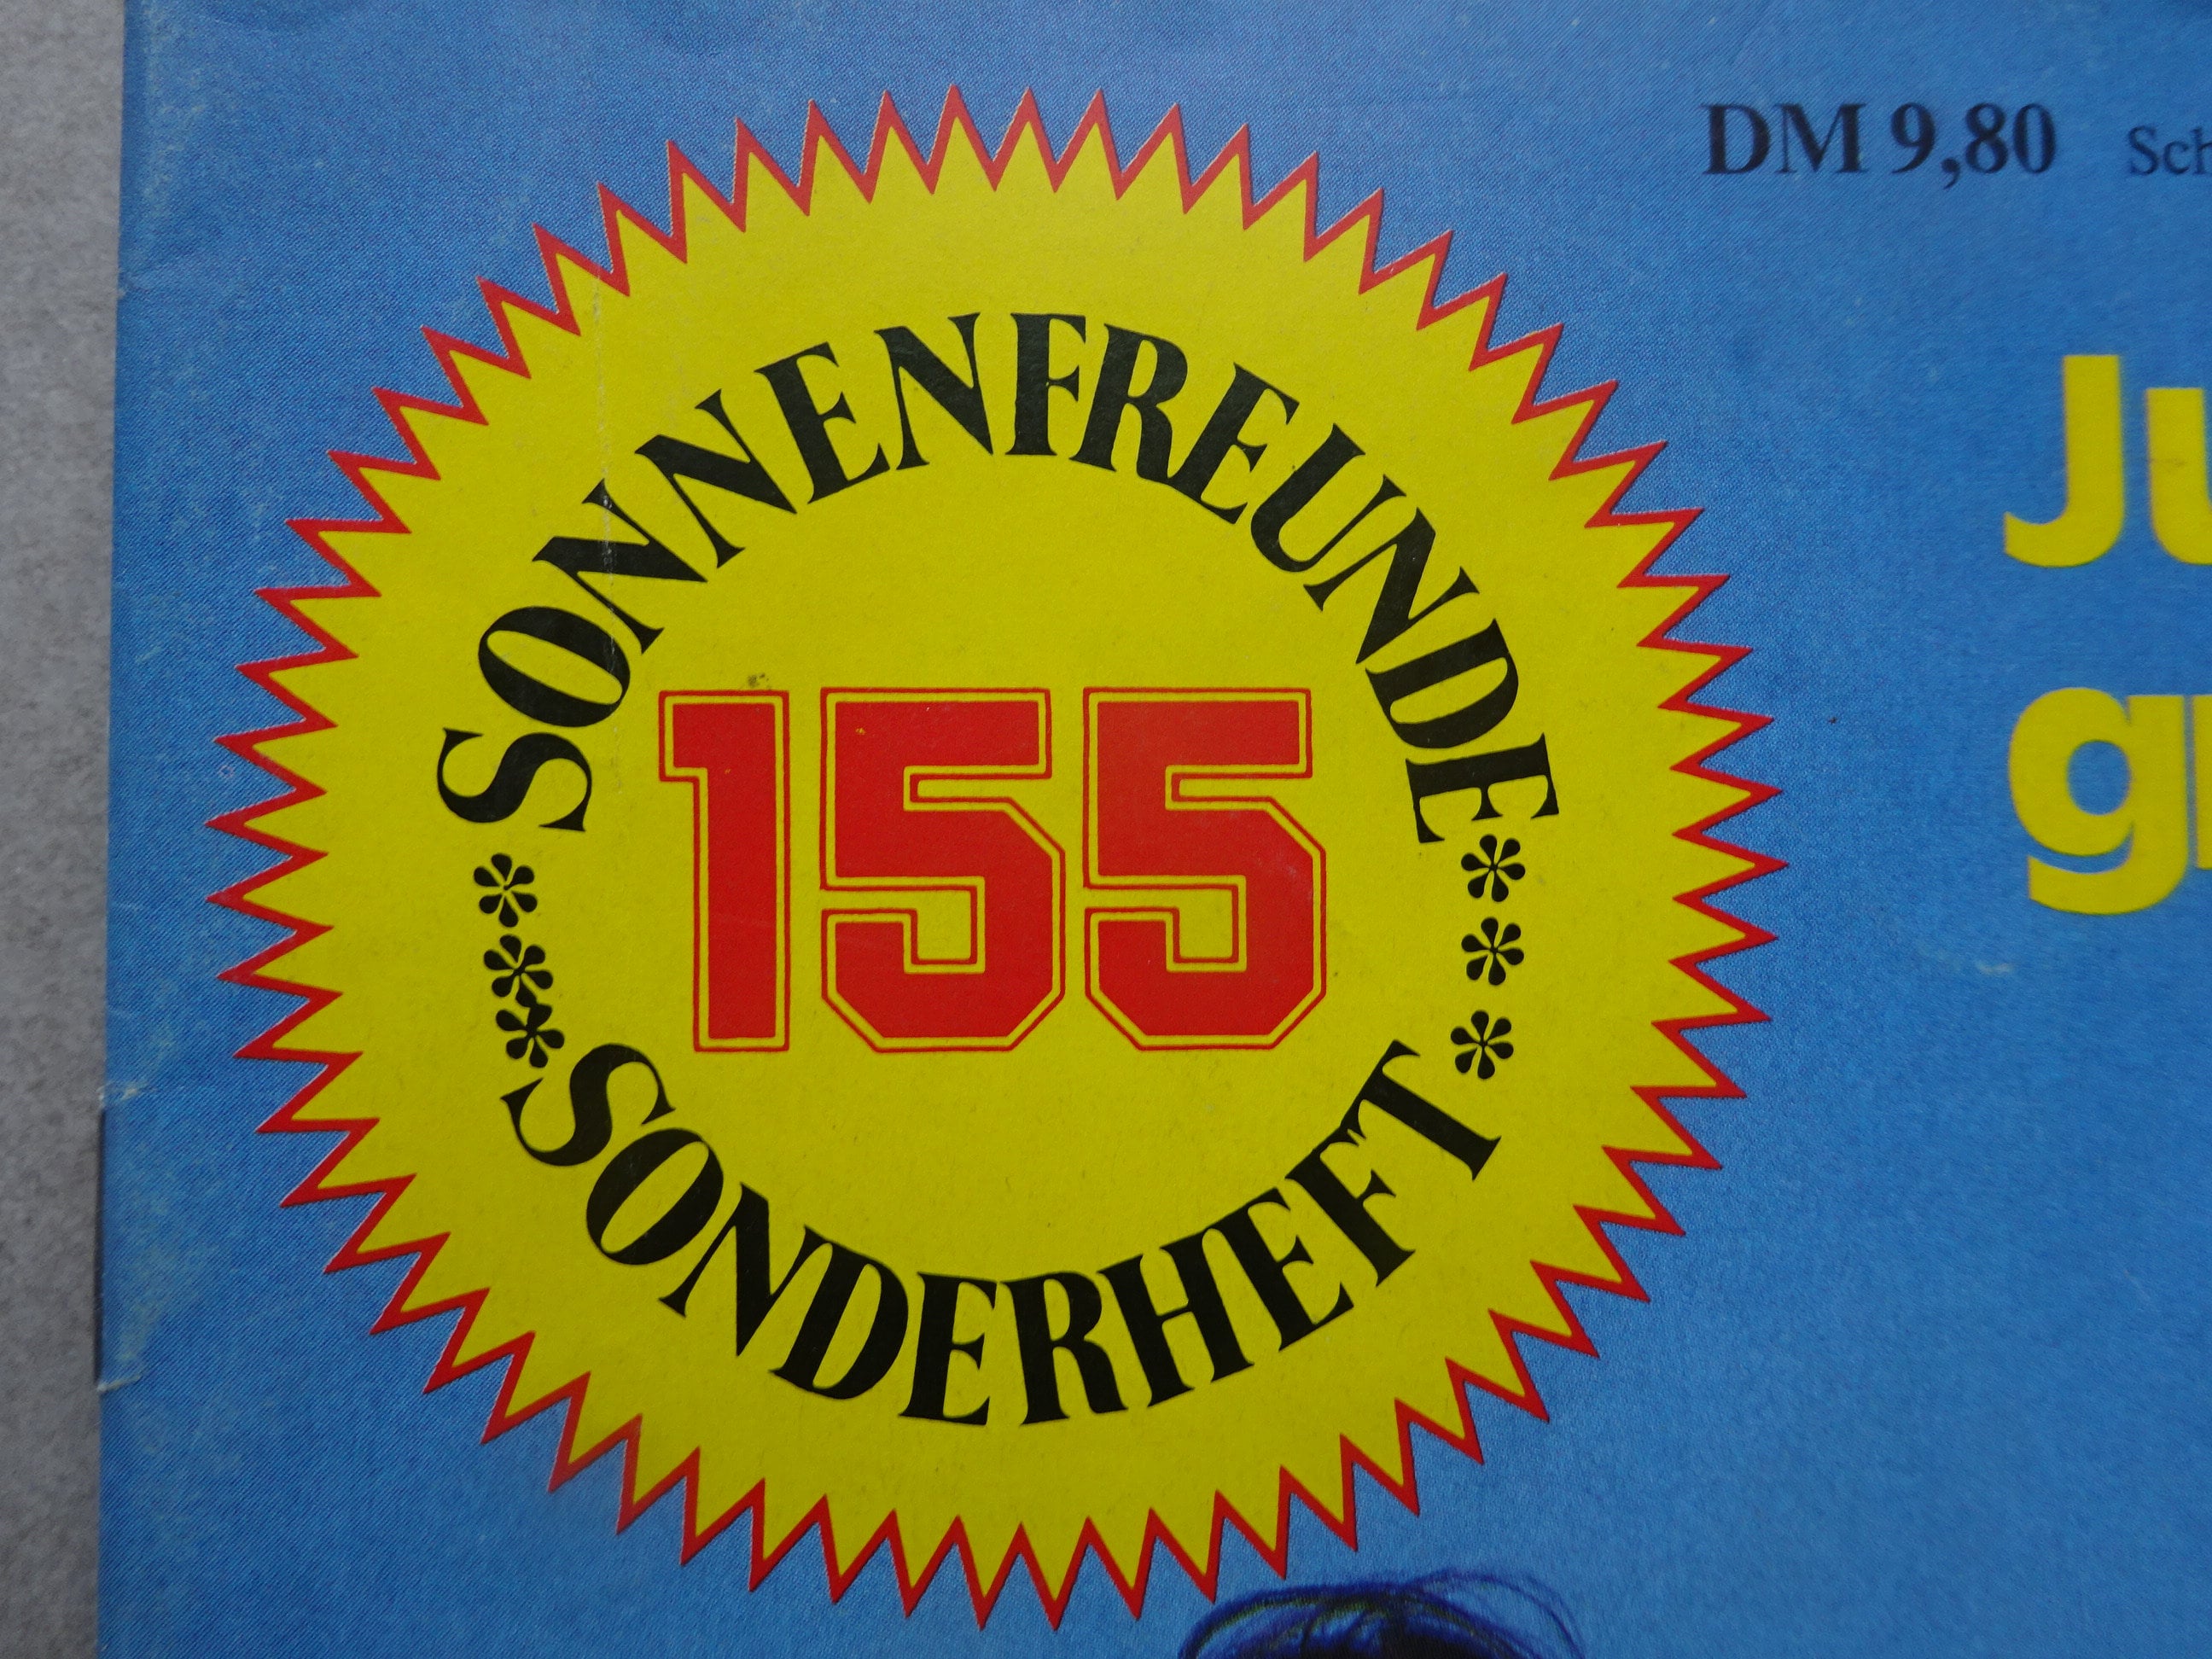 DM 9,80
SONNENFREUNDE
155
SONDERHEFT